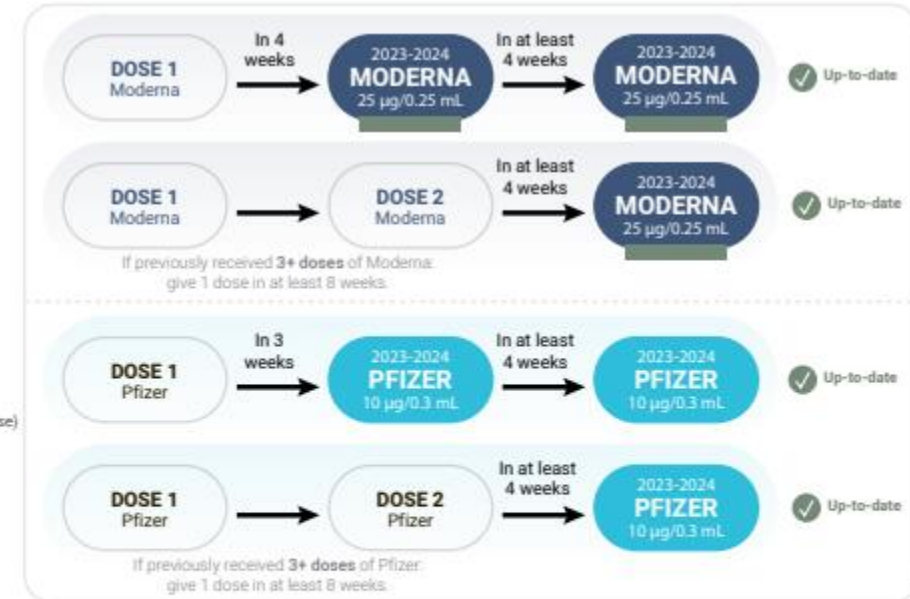 In 4
weeks
In at least
4 weeks
DOSE 1
Moderna
2023-2024
MODERNA
25 µg/0.25 mL
2023-2024
MODERNA
25 µg/0.25 mL
Up-to-date
In at least
4 weeks
DOSE 1
Moderna
DOSE 2
Moderna
2023-2024
MODERNA
25 µg/0.25 mL
Up-to-date
If previously received 3+ doses of Moderna:
give 1 dose in at least 8 weeks.
In 3
weeks
In at least
4 weeks
DOSE 1
Pfizer
2023-2024
PFIZER
10 µg/0.3 mL
2023-2024
PFIZER
10 µg/0.3 mL
Up-to-date
In at least
4 weeks
DOSE 1
Pfizer
DOSE 2
Pfizer
2023-2024
PFIZER
10 µg/0.3 mL
Up-to-date
If previously received 3+ doses of Pfizer:
give 1 dose in at least 8 weeks.